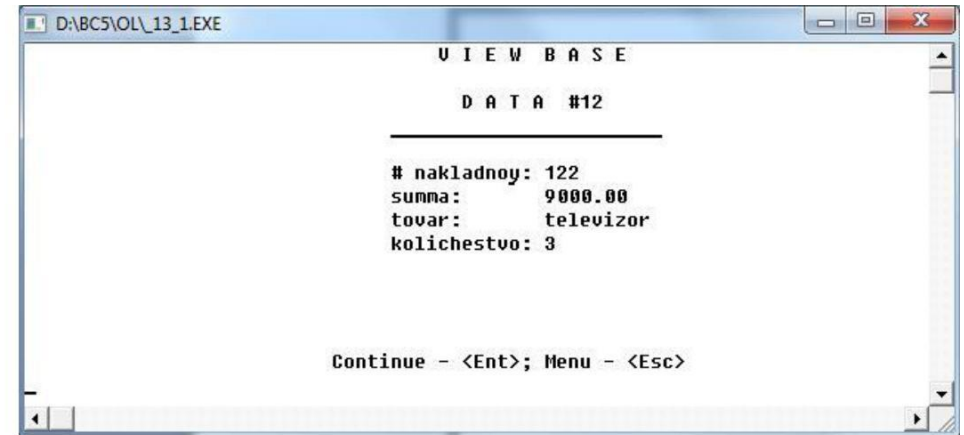 D:\BC5\OL\_13_1.EXE
V I E W  B A S E
D A T A  #12
# nakladnoy: 122
summa: 9000.00
tovar: televizor
kolichestvo: 3
Continue - <Ent>; Menu - <Esc>